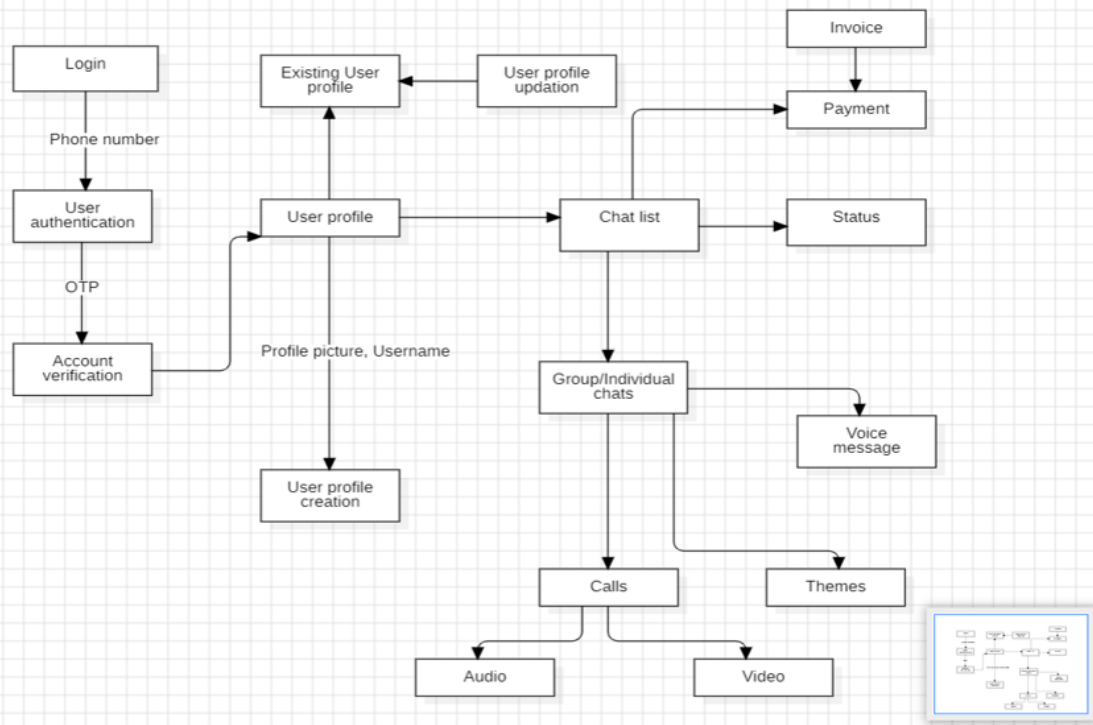 Invoice
Login
Existing User
profile
User profile
updation
Payment
Phone number
User
authentication
User profile
Chat list
Status
OTP
Account
verification
Profile picture, Username
Group/Individual
chats
Voice
message
User profile
creation
Calls
Themes
Audio
Video